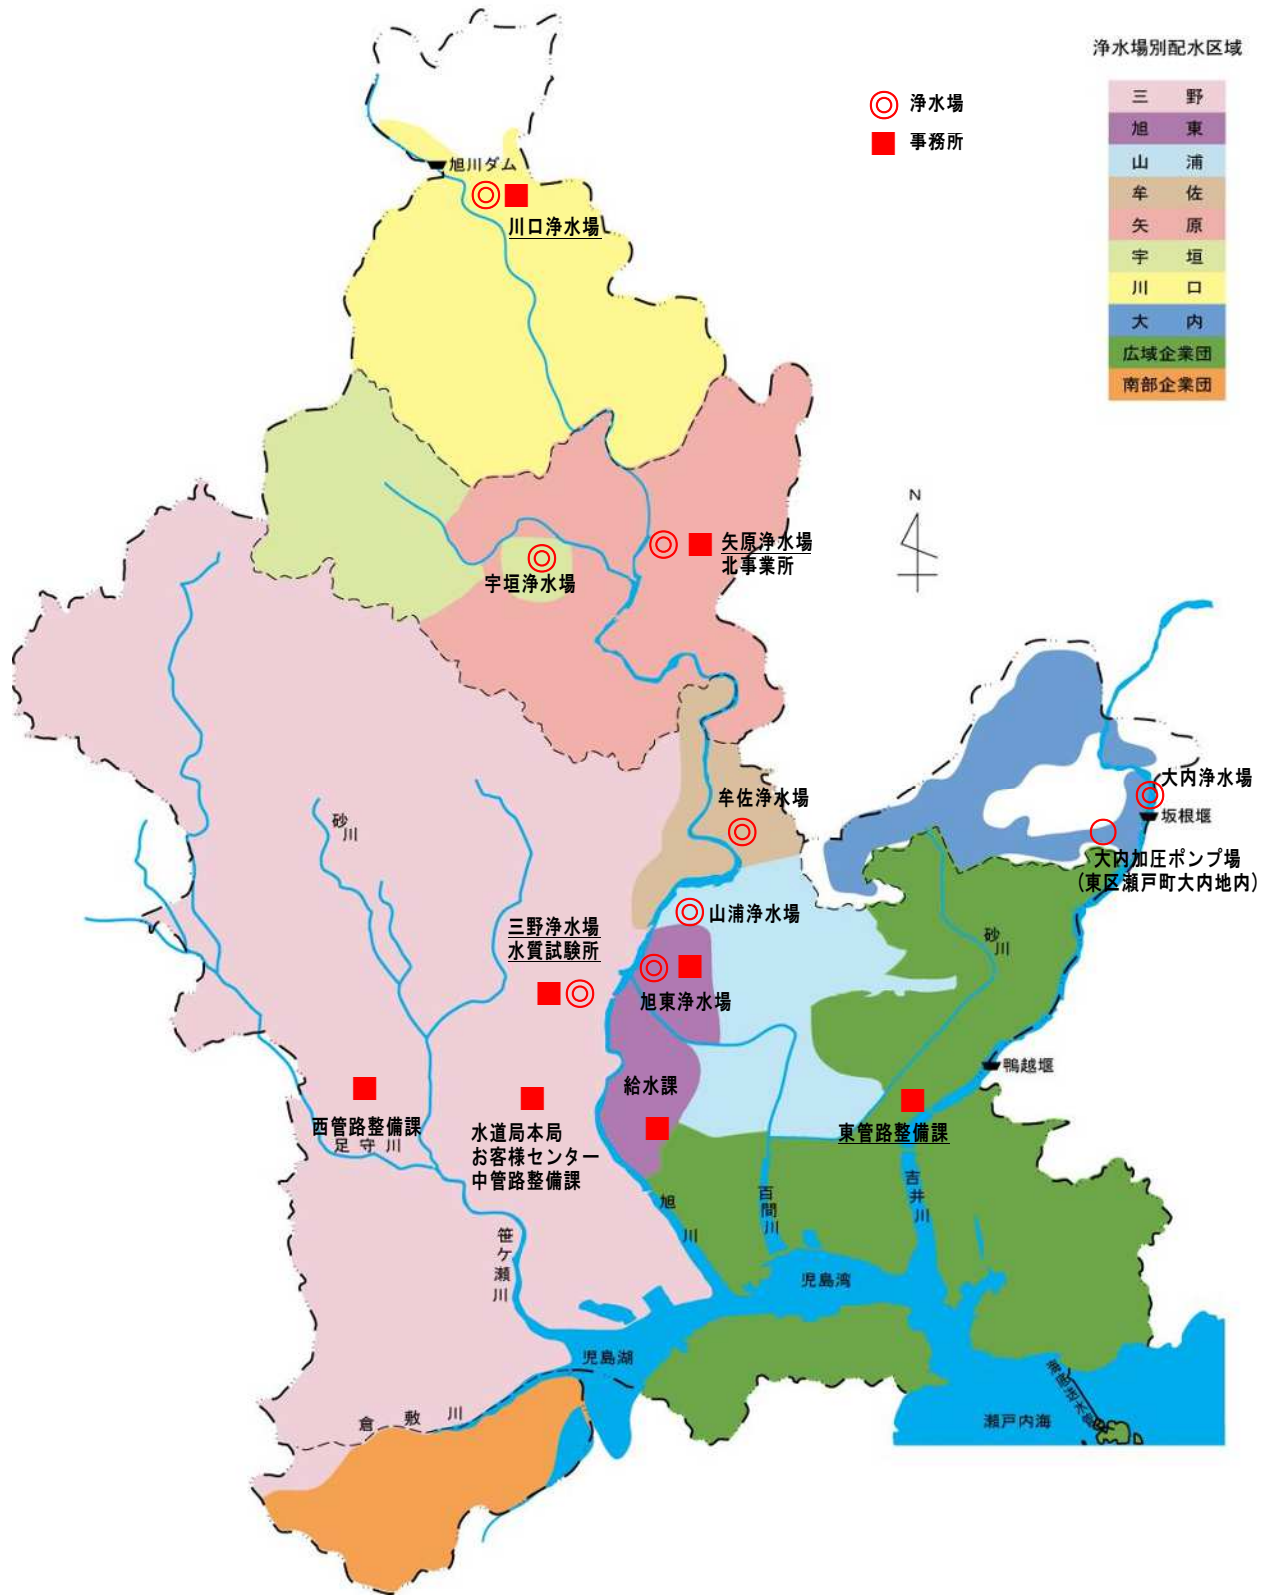 浄水場別配水区域
三野
旭東
山浦
牟佐
矢原
宇垣
川口
大内
広域企業団
南部企業団
浄水場
事務所
旭川ダム
川口浄水場
N
矢原浄水場
北事業所
宇垣浄水場
大内浄水場
坂根堰
牟佐浄水場
砂川
大内加圧ポンプ場
(東区瀬戸町大内地内)
山浦浄水場
三野浄水場
水質試験所
砂川
旭東浄水場
鴨越堰
給水課
西管路整備課
足守川
水道局本局
お客様センター
中管路整備課
東管路整備課
旭川
百間川
吉井川
笹ケ瀬川
児島湾
児島湖
倉敷川
瀬戸内海